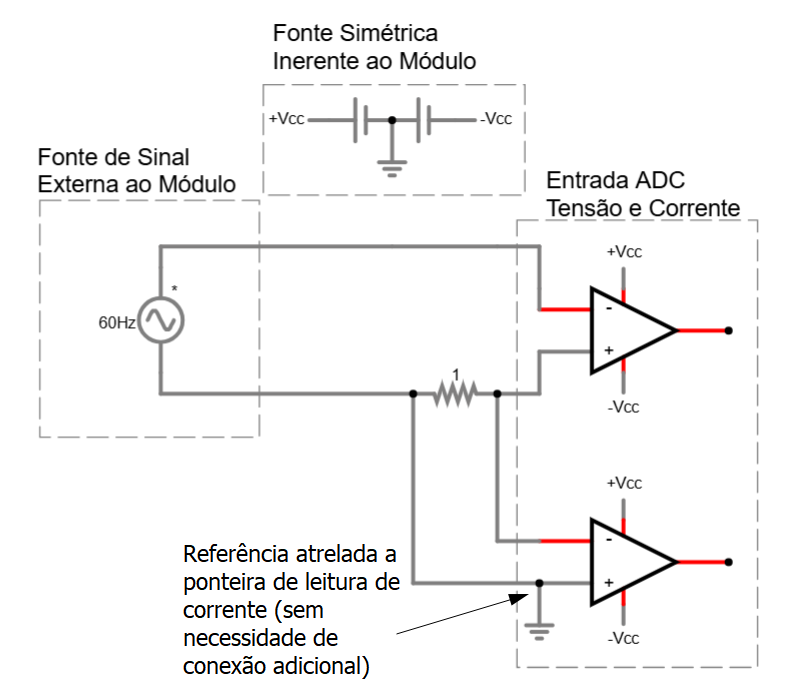 Fonte Simétrica
Inerente ao Módulo
+Vcc
-Vcc
Fonte de Sinal
Externa ao Módulo
Entrada ADC
Tensão e Corrente
+Vcc
*
60Hz
-
+
1
-Vcc
+Vcc
-
+
-Vcc
Referência atrelada a
ponteira de leitura de
corrente (sem
necessidade de
conexão adicional)